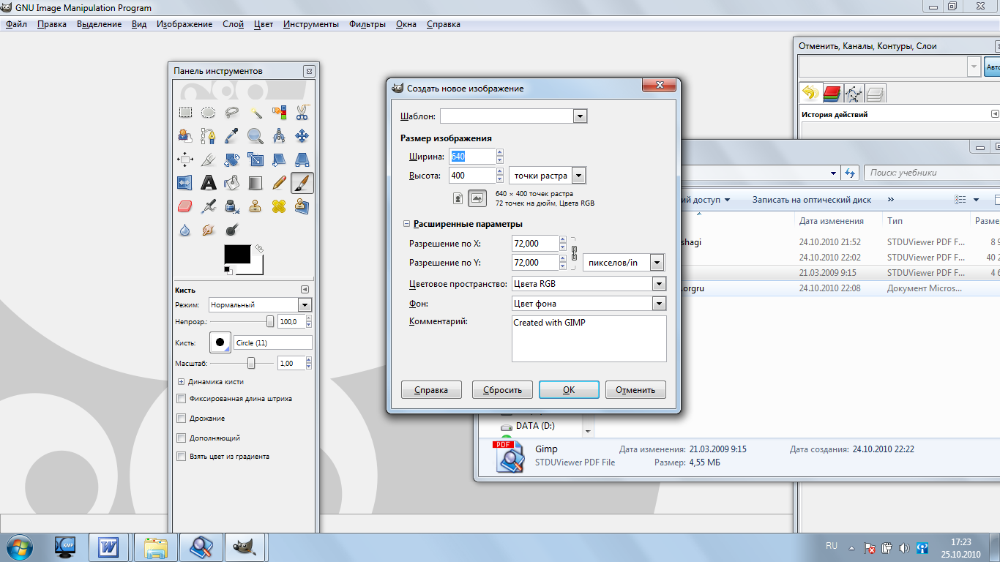 GNU Image Manipulation Program
Файл Правка Выделение Вид Изображение Слой Цвет Инструменты Фильтры Окна Справка
Панель инструментов
Кисть
Режим: Нормальный
Непрозр.: 100,0
Кисть: Circle (11)
Масштаб: 1,00
Динамика кисти
Фиксированная длина штриха
Дрожание
Дополняющий
Взять цвет из градиента
Создать новое изображение
Шаблон:
Размер изображения
Ширина: 640
Высота: 400 точки растра
640 × 400 точек растра
72 точек на дюйм, Цвета RGB
Расширенные параметры
Разрешение по X: 72,000
Разрешение по Y: 72,000 пикселов/in
Цветовое пространство: Цвета RGB
Фон: Цвет фона
Комментарий: Created with GIMP
Справка Сбросить OK Отменить
Отменить, Каналы, Контуры, Слои
Авто
История действий
Поиск: учебники
ий доступ Записать на оптический диск »
Дата изменения Тип Разме
shagi 24.10.2010 21:52 STDUViewer PDF F... 8 9
24.10.2010 22:02 STDUViewer PDF F... 40 2
21.03.2009 9:15 STDUViewer PDF F... 4 6
.orgru 24.10.2010 22:08 Документ Micros...
DATA (D:)
PDF
Gimp Дата изменения: 21.03.2009 9:15 Дата создания: 24.10.2010 22:22
STDUViewer PDF File Размер: 4,55 МБ
KMP
RU
17:23
25.10.2010